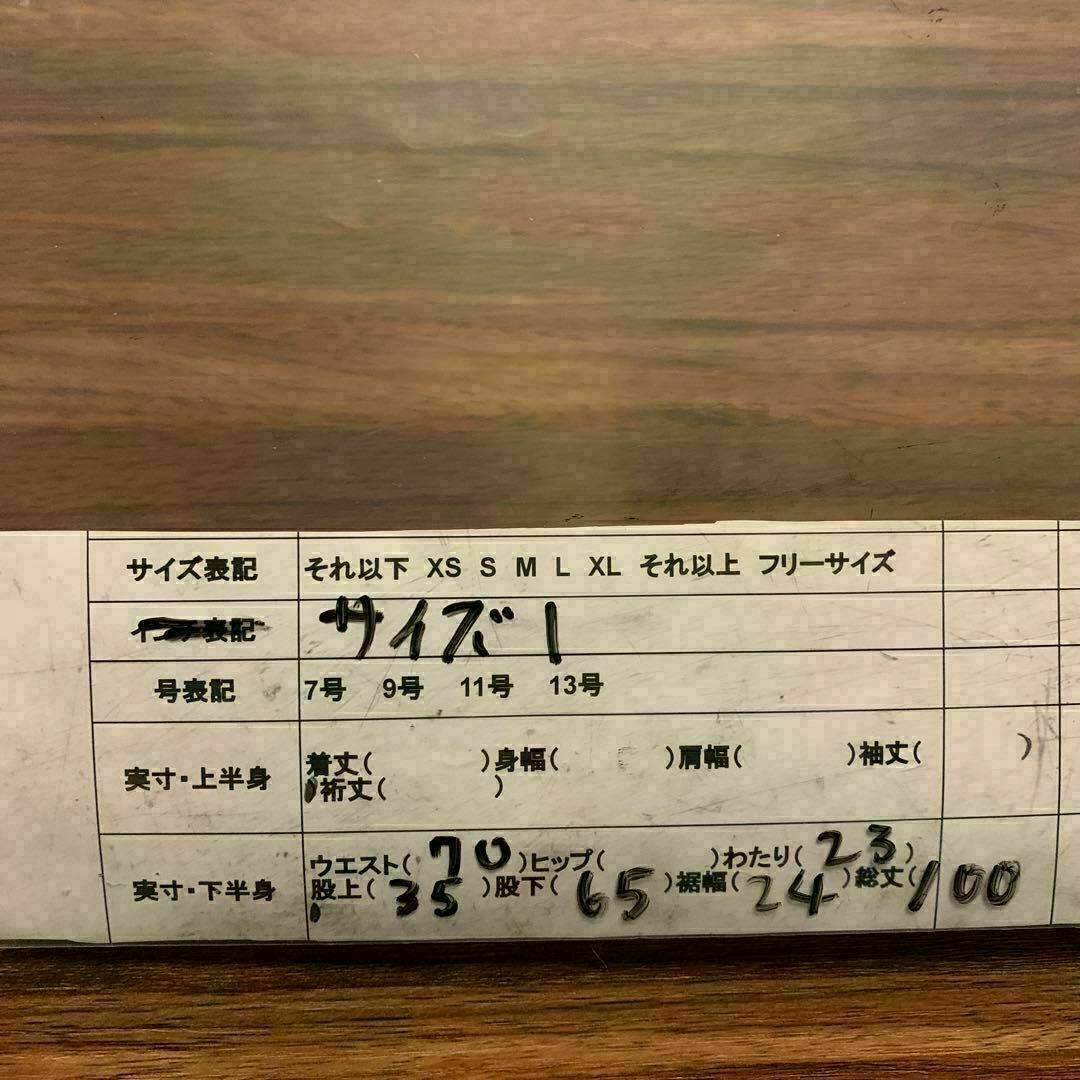 サイズ表記 それ以下 XS S M L XL それ以上 フリーサイズ
インチ表記 サイズ1
号表記 7号 9号 11号 13号
実寸・上半身 着丈( )身幅( )肩幅( )袖丈( )
)裄丈( )
実寸・下半身 ウエスト( 70 )ヒップ( )わたり( 23 )
股上( 35 )股下( 65 )裾幅( 24 )総丈( 100
)